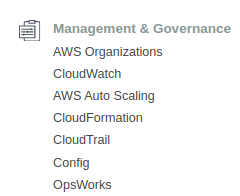 Management & Governance
AWS Organizations
CloudWatch
AWS Auto Scaling
CloudFormation
CloudTrail
Config
OpsWorks